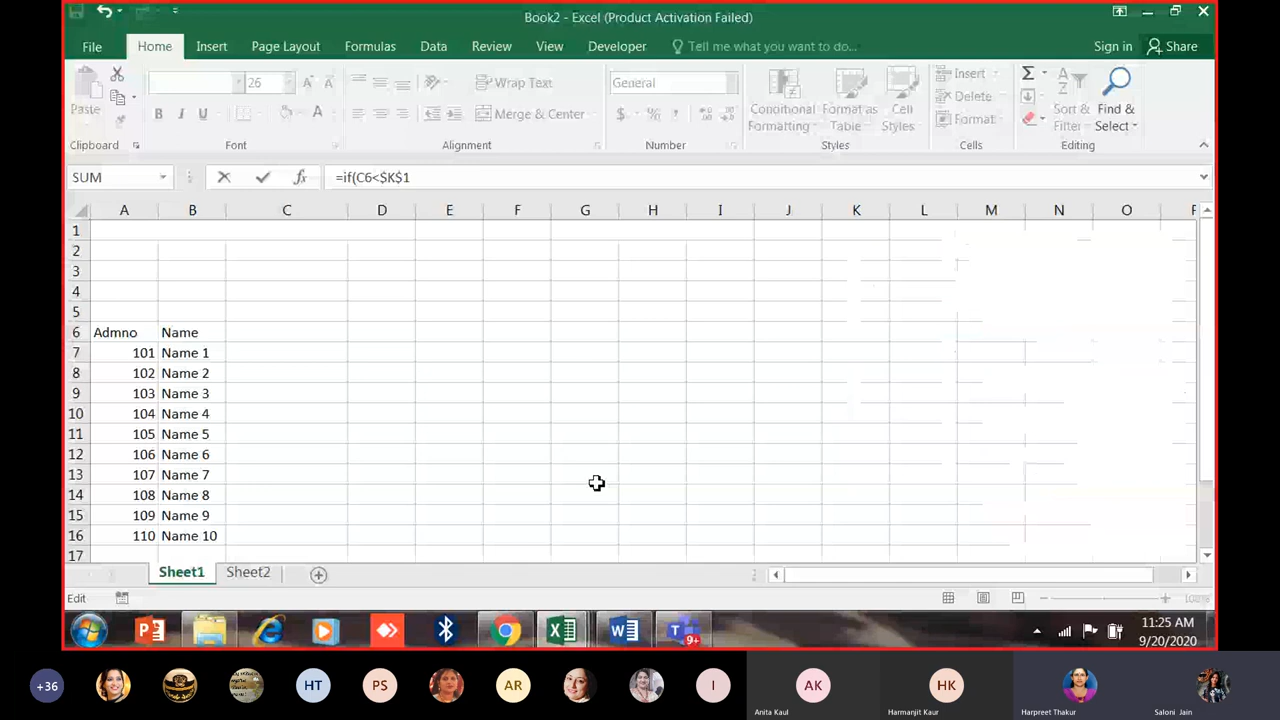 Book2 - Excel (Product Activation Failed)
File Home Insert Page Layout Formulas Data Review View Developer Tell me what you want to do... Sign in Share
Paste
26
Wrap Text
Merge & Center
General
Conditional Formatting
Format as Table
Cell Styles
Insert
Delete
Format
Sort & Filter
Find & Select
Clipboard Font Alignment Number Styles Cells Editing
SUM =if(C6<$K$1
A B C D E F G H I J K L M N O
1
2
3
4
5
6 Admno Name
7 101 Name 1
8 102 Name 2
9 103 Name 3
10 104 Name 4
11 105 Name 5
12 106 Name 6
13 107 Name 7
14 108 Name 8
15 109 Name 9
16 110 Name 10
17
Sheet1 Sheet2
Edit
9+
11:25 AM
9/20/2020
+36 HT PS AR I AK HK
Anita Kaul Harmanjit Kaur Harpreet Thakur Saloni Jain